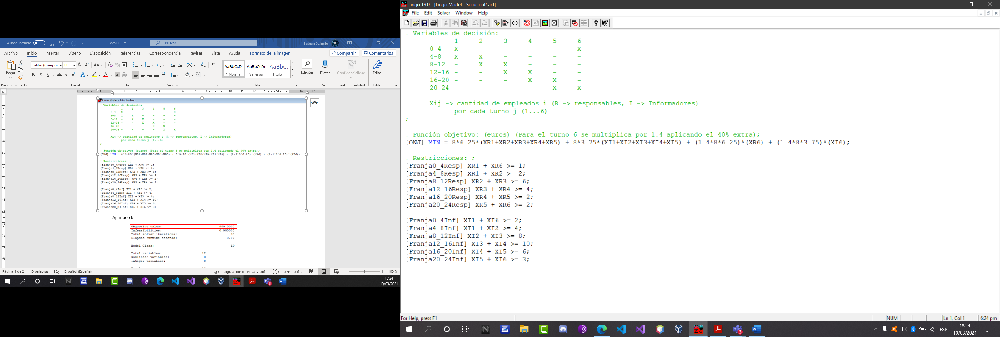 Autoguardado
evalu...
Buscar
Fabian Scherle
Archivo Inicio Insertar Diseño Disposición Referencias Correspondencia Revisar Vista Ayuda Formato de la imagen Compartir Comentarios
Calibri (Cuerpo) 11
Pegar
N K S ab
AaBbCcDc AaBbCcDc AaBbCc
¶ Normal ¶ Sin espa... Título 1
Edición Dictar Confidencialidad Editor
Portapapeles Fuente Párrafo Estilos Voz Confidencialidad Editor
Lingo Model - SolucionPract
! Variables de decisión:
1 2 3 4 5 6
0-4 X - - - - X
4-8 X X - - - -
8-12 - X X - - -
12-16 - - X X - -
16-20 - - - X X -
20-24 - - - - X X
Xij -> cantidad de empleados i (R -> responsables, I -> Informadores)
por cada turno j (1...6)
;
! Función objetivo: (euros) (Para el turno 6 se multiplica por 1.4 aplicando el 40% extra);
[ONJ] MIN = 8*6.25*(XR1+XR2+XR3+XR4+XR5) + 8*3.75*(XI1+XI2+XI3+XI4+XI5) + (1.4*8*6.25)*(XR6) + (1.4*8*3.75)*(XI6);
! Restricciones: ;
[Franja0_4Resp] XR1 + XR6 >= 1;
[Franja4_8Resp] XR1 + XR2 >= 2;
[Franja8_12Resp] XR2 + XR3 >= 6;
[Franja12_16Resp] XR3 + XR4 >= 4;
[Franja16_20Resp] XR4 + XR5 >= 2;
[Franja20_24Resp] XR5 + XR6 >= 2;
[Franja0_4Inf] XI1 + XI6 >= 2;
[Franja4_8Inf] XI1 + XI2 >= 4;
[Franja8_12Inf] XI2 + XI3 >= 8;
[Franja12_16Inf] XI3 + XI4 >= 10;
[Franja16_20Inf] XI4 + XI5 >= 6;
[Franja20_24Inf] XI5 + XI6 >= 3;
Apartado b:
Objective value: 960.0000
Infeasibilities: 0.000000
Total solver iterations: 10
Elapsed runtime seconds: 0.07
Model Class: LP
Total variables: 12
Nonlinear variables: 0
Integer variables: 0
Página 1 de 2 10 palabras Español (España) Configuración de visualización Concentración 100 %
18:24
10/03/2021
Lingo 19.0 - [Lingo Model - SolucionPract]
File Edit Solver Window Help
! Variables de decisión:
1 2 3 4 5 6
0-4 X - - - - X
4-8 X X - - - -
8-12 - X X - - -
12-16 - - X X - -
16-20 - - - X X -
20-24 - - - - X X
Xij -> cantidad de empleados i (R -> responsables, I -> Informadores)
por cada turno j (1...6)
;
! Función objetivo: (euros) (Para el turno 6 se multiplica por 1.4 aplicando el 40% extra);
[ONJ] MIN = 8*6.25*(XR1+XR2+XR3+XR4+XR5) + 8*3.75*(XI1+XI2+XI3+XI4+XI5) + (1.4*8*6.25)*(XR6) + (1.4*8*3.75)*(XI6);
! Restricciones: ;
[Franja0_4Resp] XR1 + XR6 >= 1;
[Franja4_8Resp] XR1 + XR2 >= 2;
[Franja8_12Resp] XR2 + XR3 >= 6;
[Franja12_16Resp] XR3 + XR4 >= 4;
[Franja16_20Resp] XR4 + XR5 >= 2;
[Franja20_24Resp] XR5 + XR6 >= 2;
[Franja0_4Inf] XI1 + XI6 >= 2;
[Franja4_8Inf] XI1 + XI2 >= 4;
[Franja8_12Inf] XI2 + XI3 >= 8;
[Franja12_16Inf] XI3 + XI4 >= 10;
[Franja16_20Inf] XI4 + XI5 >= 6;
[Franja20_24Inf] XI5 + XI6 >= 3;
For Help, press F1
NUM Ln 1, Col 1 6:24 pm
ESP
18:24
10/03/2021